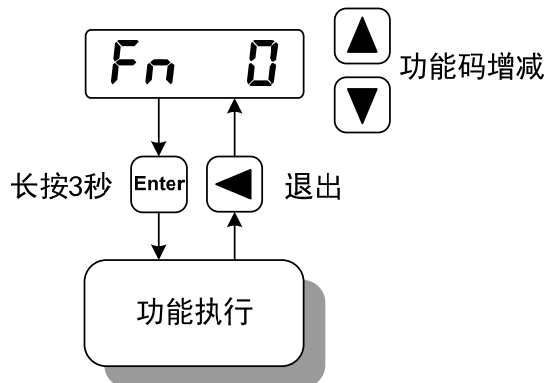 Fn 0
功能码增减
长按3秒
Enter
退出
功能执行